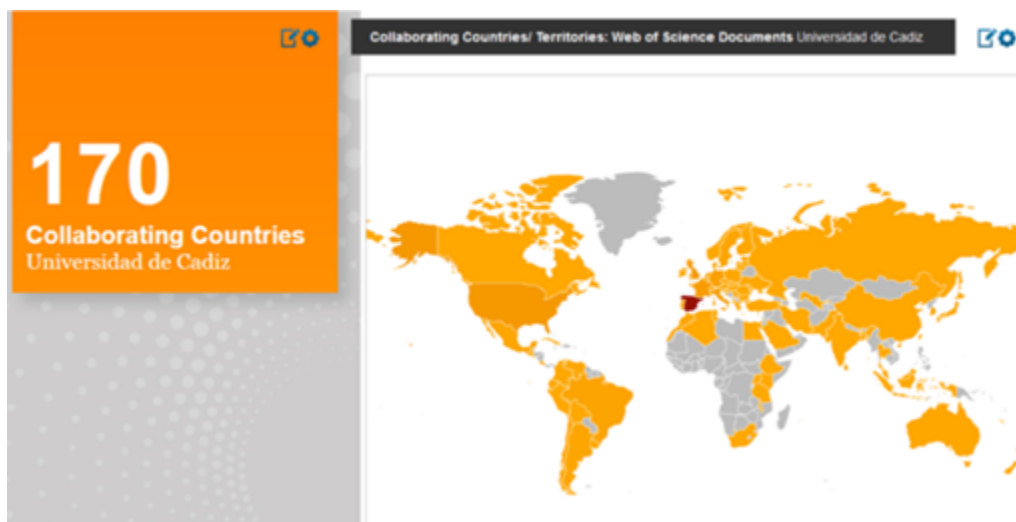 170
Collaborating Countries
Universidad de Cadiz
Collaborating Countries/ Territories: Web of Science Documents Universidad de Cadiz